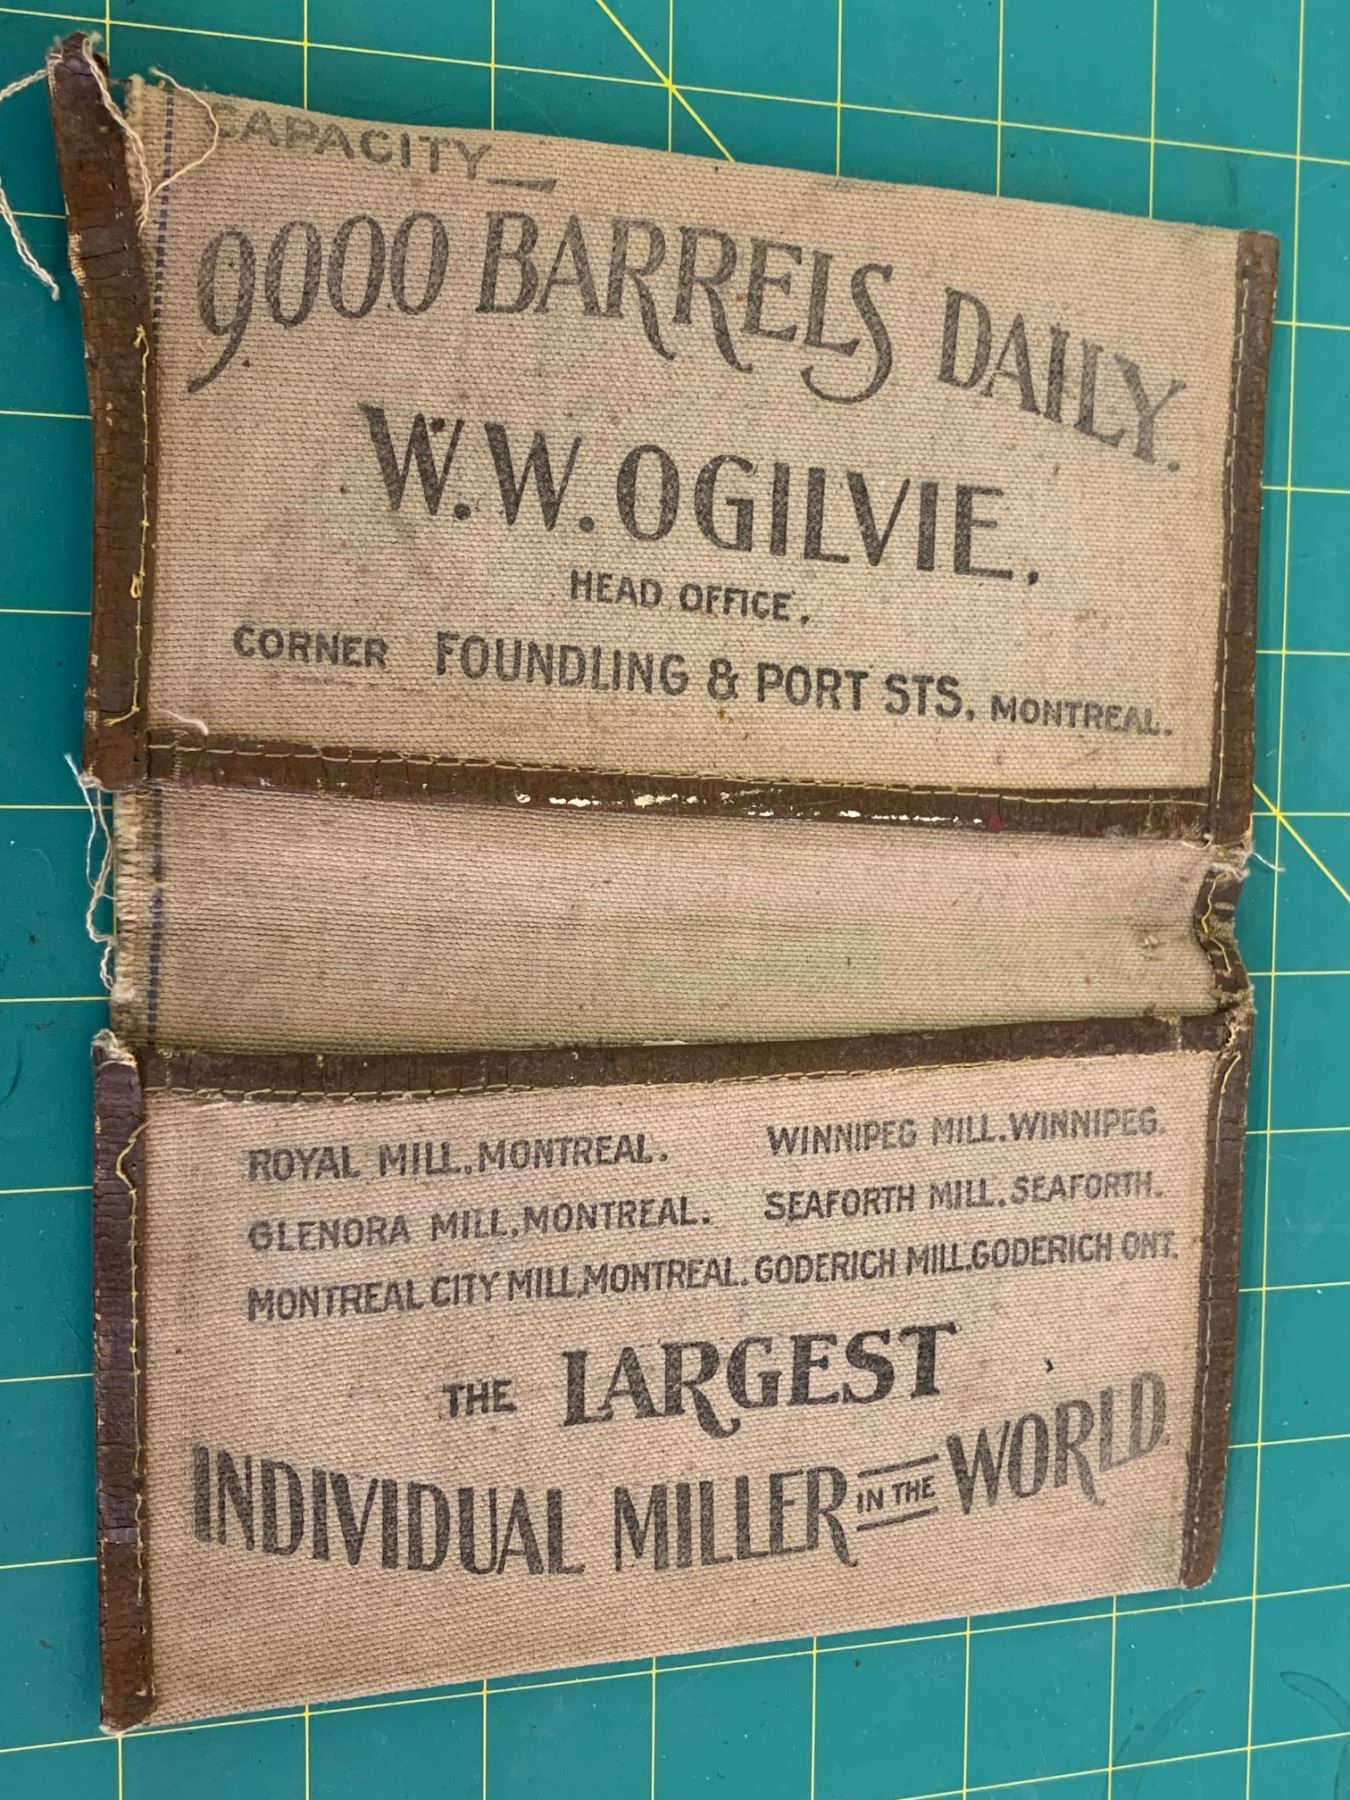 CAPACITY
9000 BARRELS DAILY.
W.W. OGILVIE.
HEAD OFFICE.
CORNER FOUNDLING & PORT STS. MONTREAL.
ROYAL MILL, MONTREAL. WINNIPEG MILL. WINNIPEG.
GLENORA MILL, MONTREAL. SEAFORTH MILL. SEAFORTH.
MONTREAL CITY MILL, MONTREAL. GODERICH MILL, GODERICH ONT.
THE LARGEST
INDIVIDUAL MILLER IN THE WORLD.